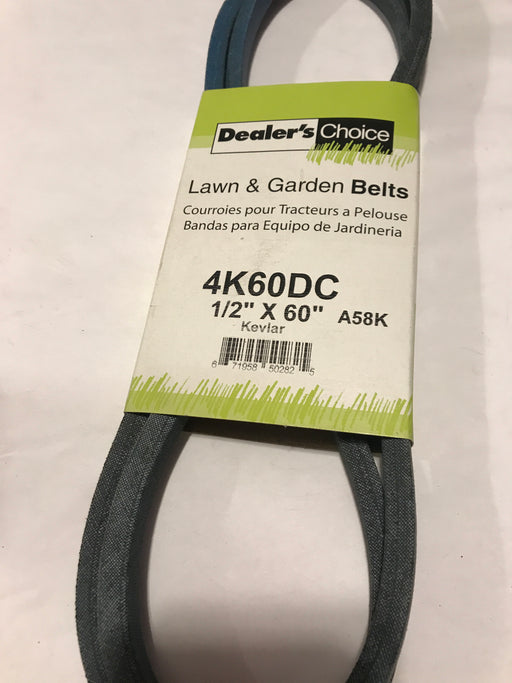 Dealer's Choice
Lawn & Garden Belts
Courroies pour Tracteurs a Pelouse
Bandas para Equipo de Jardineria
4K60DC
1/2" X 60" A58K
Kevlar
6 71958 50282 5